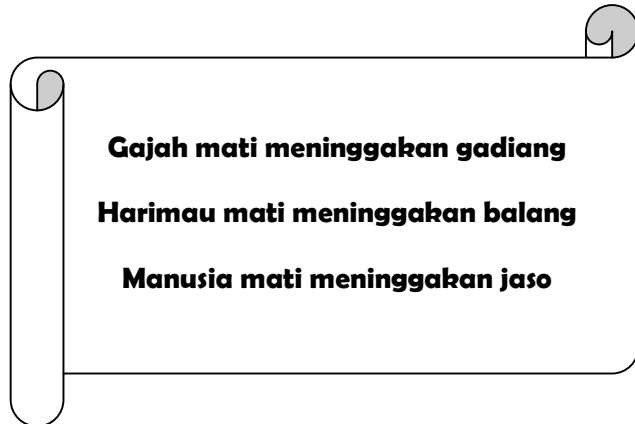 Gajah mati meninggakan gadiang
Harimau mati meninggakan balang
Manusia mati meninggakan jaso